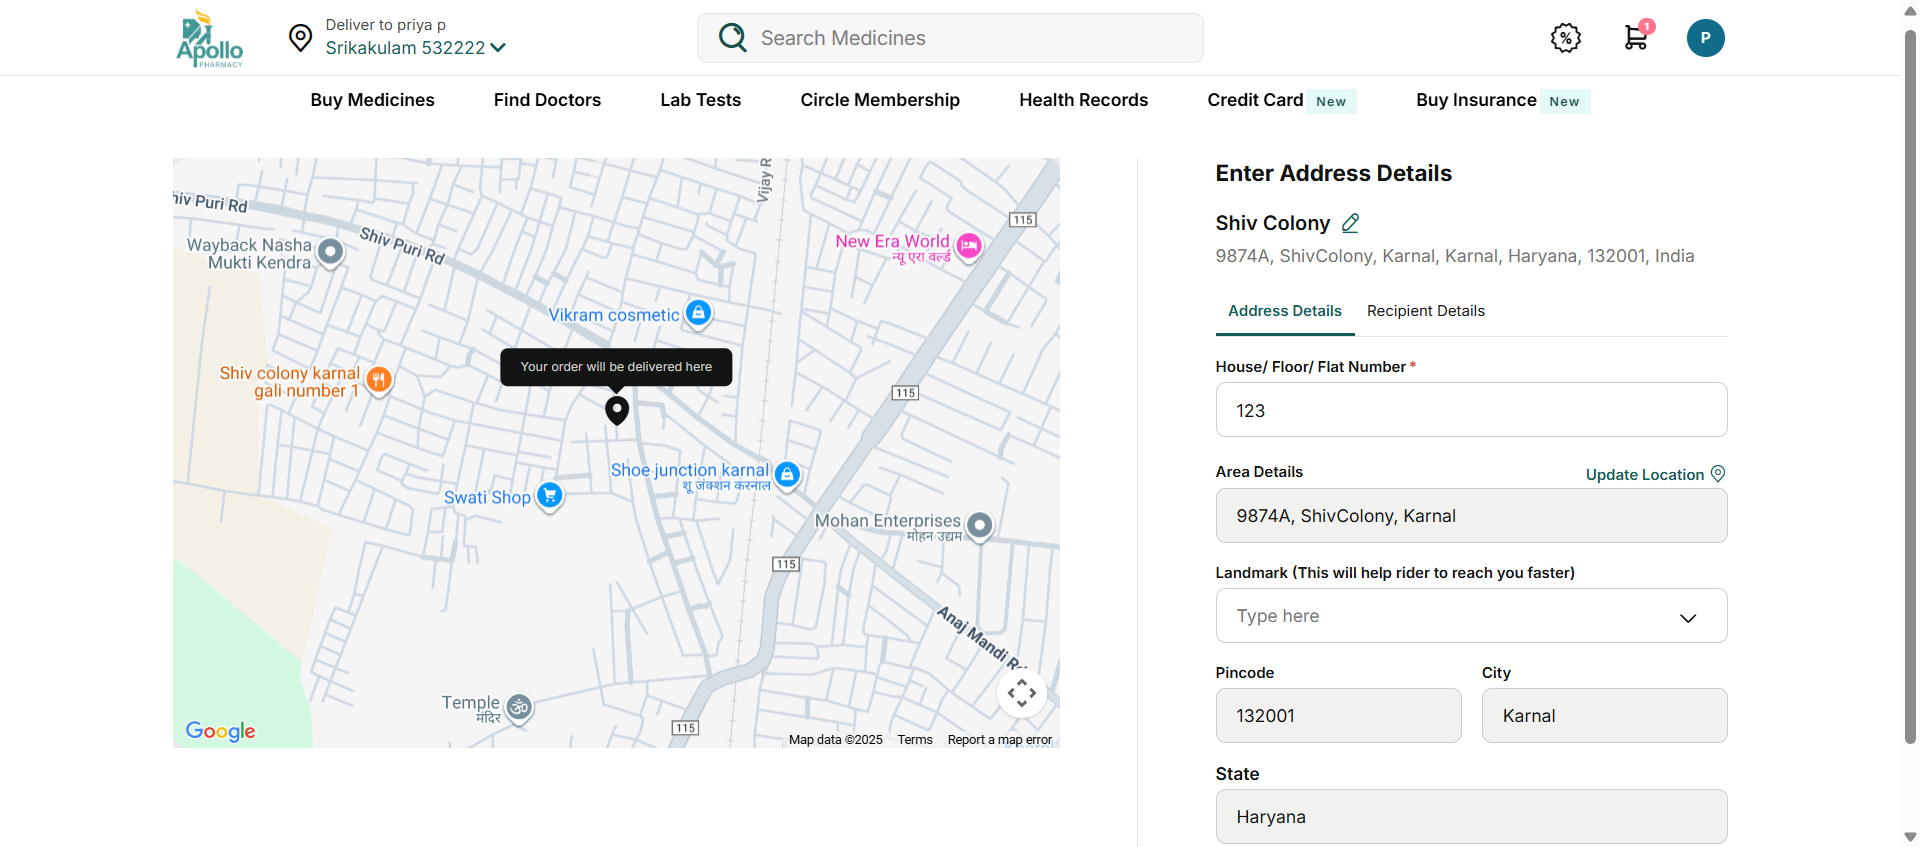 Apollo
PHARMACY
Deliver to priya p
Srikakulam 532222
Search Medicines
%
1
P
Buy Medicines
Find Doctors
Lab Tests
Circle Membership
Health Records
Credit Card New
Buy Insurance New
hiv Puri Rd
Shiv Puri Rd
Vijay R
115
Wayback Nasha
Mukti Kendra
New Era World
न्यू एरा वर्ल्ड
Vikram cosmetic
Your order will be delivered here
Shiv colony karnal
gali number 1
115
Shoe junction karnal
शू जंक्शन करनाल
Swati Shop
Mohan Enterprises
मोहन उद्यम
115
Anaj Mandi Rd
Temple
मंदिर
115
Google
Map data ©2025
Terms
Report a map error
Enter Address Details
Shiv Colony
9874A, ShivColony, Karnal, Karnal, Haryana, 132001, India
Address Details
Recipient Details
House/ Floor/ Flat Number *
123
Area Details
Update Location
9874A, ShivColony, Karnal
Landmark (This will help rider to reach you faster)
Type here
Pincode
City
132001
Karnal
State
Haryana